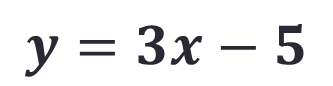 y = 3x − 5